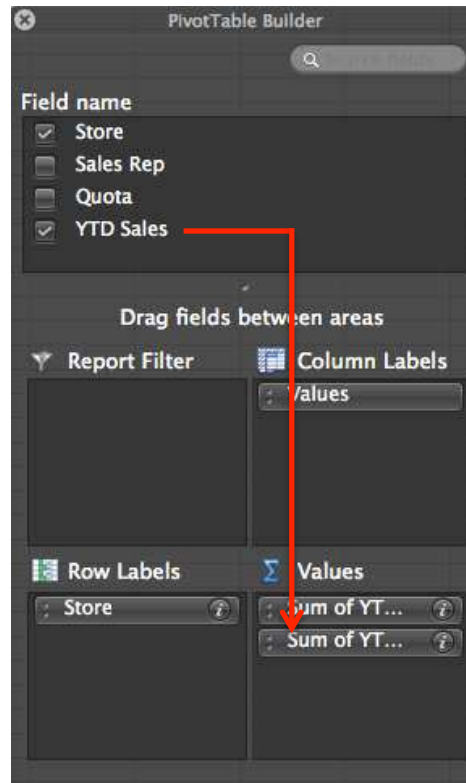 PivotTable Builder
Field name
Store
Sales Rep
Quota
YTD Sales
Drag fields between areas
Report Filter
Column Labels
Values
Row Labels
Values
Store
Sum of YT...
Sum of YT...